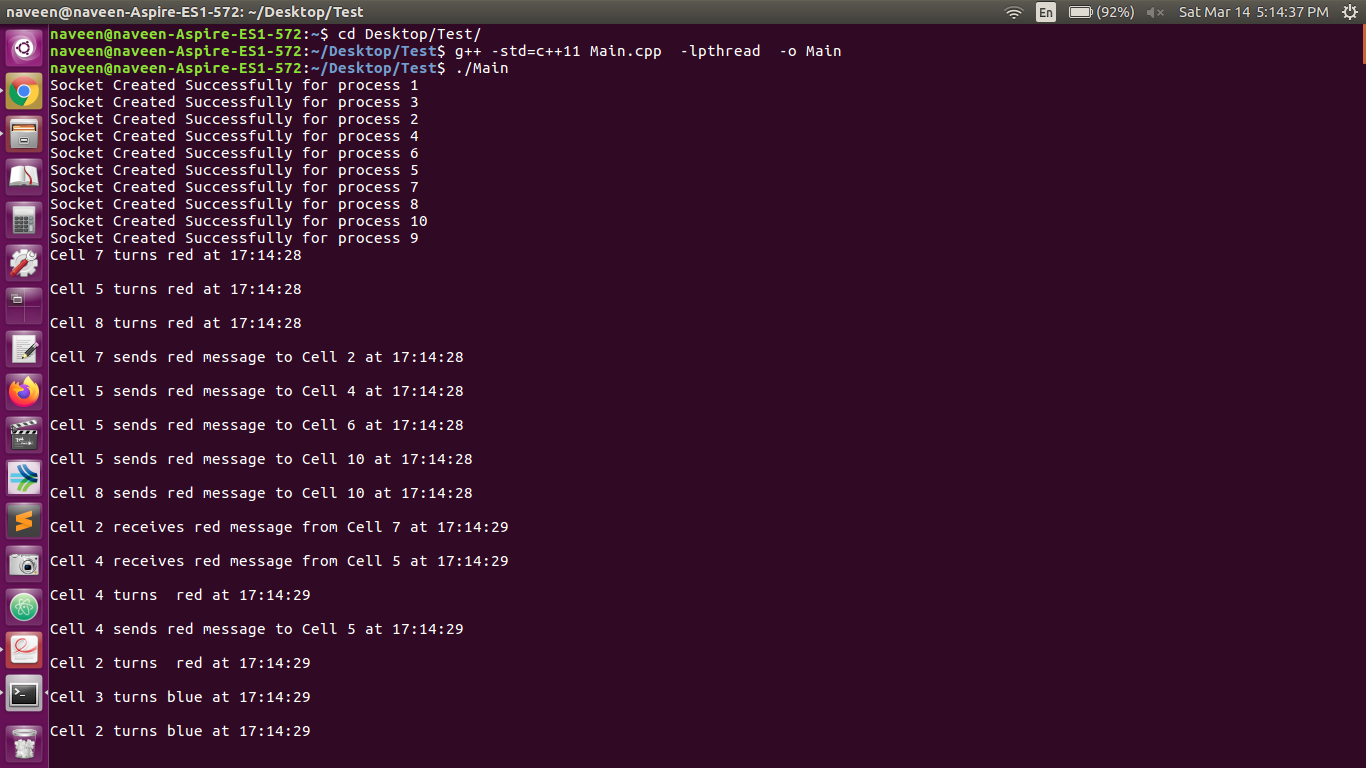 naveen@naveen-Aspire-ES1-572: ~/Desktop/Test
En (92%) Sat Mar 14 5:14:37 PM
naveen@naveen-Aspire-ES1-572:~$ cd Desktop/Test/
naveen@naveen-Aspire-ES1-572:~/Desktop/Test$ g++ -std=c++11 Main.cpp  -lpthread  -o Main
naveen@naveen-Aspire-ES1-572:~/Desktop/Test$ ./Main
Socket Created Successfully for process 1
Socket Created Successfully for process 3
Socket Created Successfully for process 2
Socket Created Successfully for process 4
Socket Created Successfully for process 6
Socket Created Successfully for process 5
Socket Created Successfully for process 7
Socket Created Successfully for process 8
Socket Created Successfully for process 10
Socket Created Successfully for process 9
Cell 7 turns red at 17:14:28
Cell 5 turns red at 17:14:28
Cell 8 turns red at 17:14:28
Cell 7 sends red message to Cell 2 at 17:14:28
Cell 5 sends red message to Cell 4 at 17:14:28
Cell 5 sends red message to Cell 6 at 17:14:28
Cell 5 sends red message to Cell 10 at 17:14:28
Cell 8 sends red message to Cell 10 at 17:14:28
Cell 2 receives red message from Cell 7 at 17:14:29
Cell 4 receives red message from Cell 5 at 17:14:29
Cell 4 turns  red at 17:14:29
Cell 4 sends red message to Cell 5 at 17:14:29
Cell 2 turns  red at 17:14:29
Cell 3 turns blue at 17:14:29
Cell 2 turns blue at 17:14:29